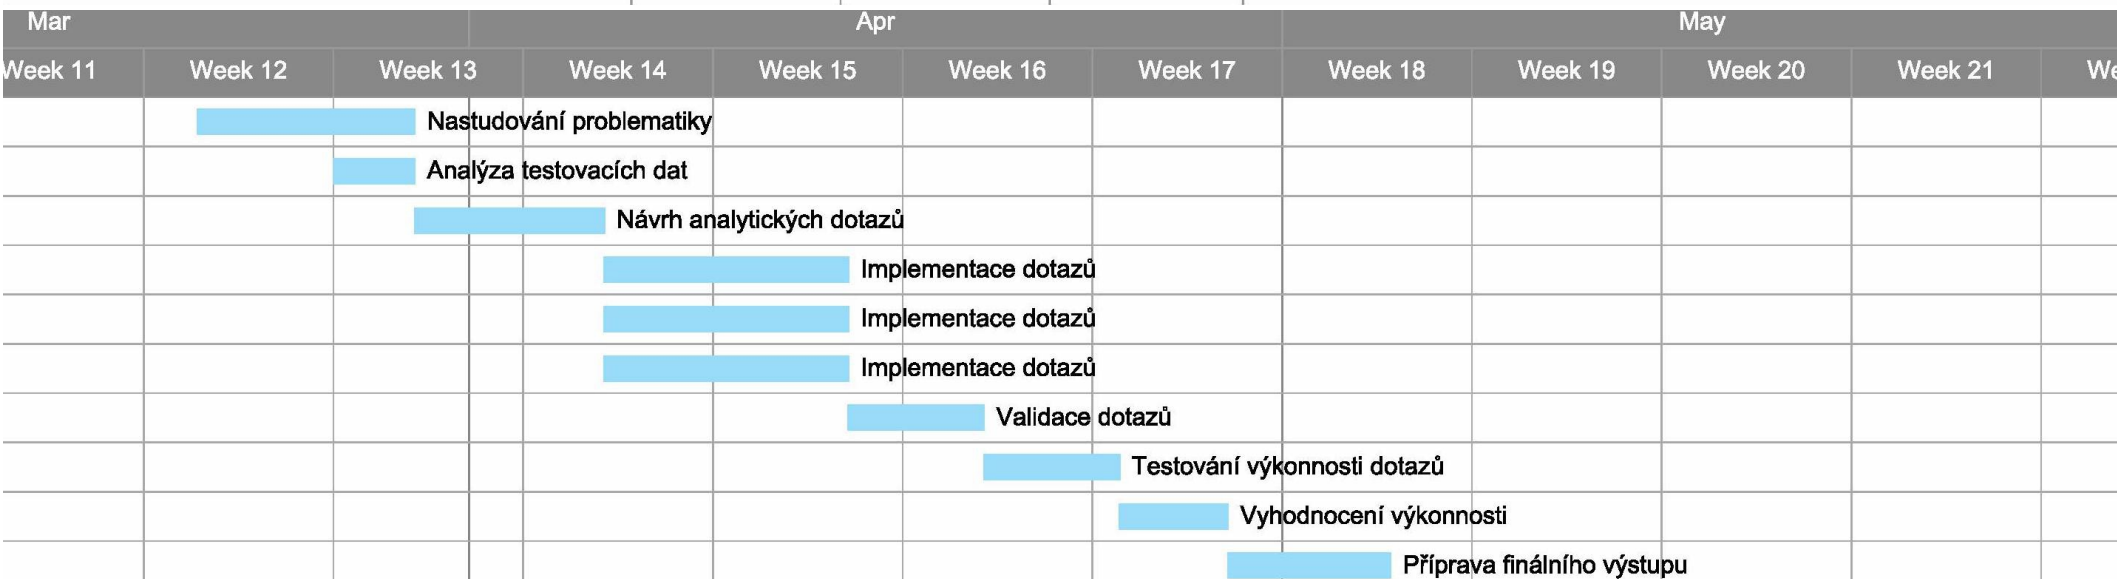 Mar Apr May
Week 11 Week 12 Week 13 Week 14 Week 15 Week 16 Week 17 Week 18 Week 19 Week 20 Week 21 We
Nastudování problematiky
Analýza testovacích dat
Návrh analytických dotazů
Implementace dotazů
Implementace dotazů
Implementace dotazů
Validace dotazů
Testování výkonnosti dotazů
Vyhodnocení výkonnosti
Příprava finálního výstupu